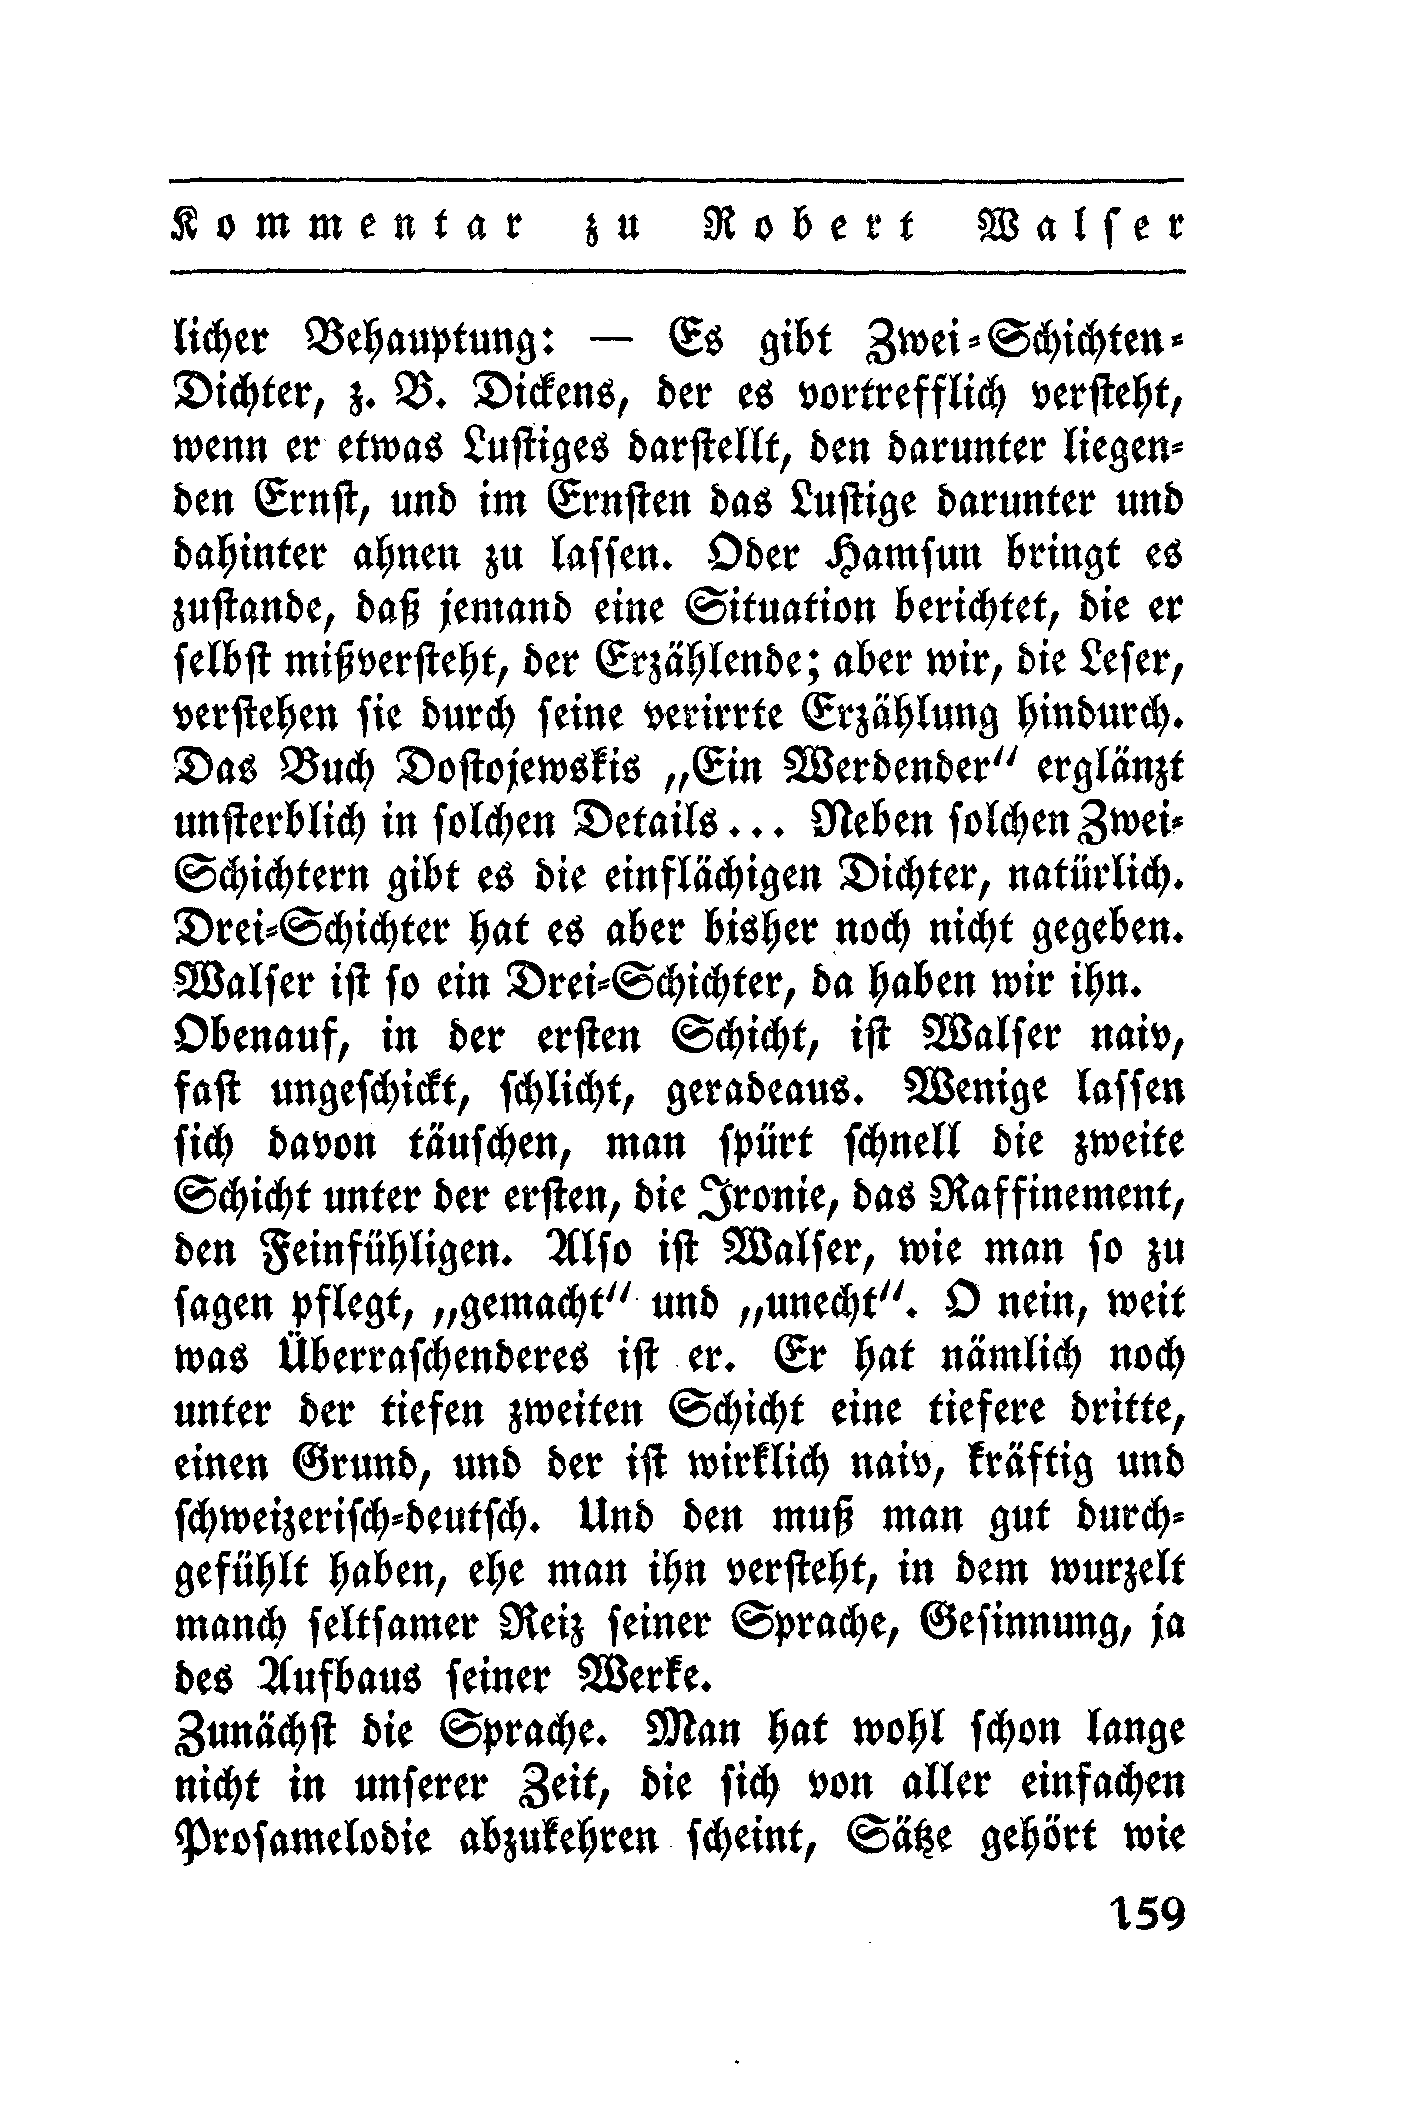 Kommentar zu Robert Walser
licher Behauptung: — Es gibt Zwei-Schichten-
Dichter, z. B. Dickens, der es vortrefflich versteht,
wenn er etwas Lustiges darstellt, den darunter liegen-
den Ernst, und im Ernsten das Lustige darunter und
dahinter ahnen zu lassen. Oder Hamsun bringt es
zustande, daß jemand eine Situation berichtet, die er
selbst mißversteht, der Erzählende; aber wir, die Leser,
verstehen sie durch seine verirrte Erzählung hindurch.
Das Buch Dostojewskis „Ein Werdender“ erglänzt
unsterblich in solchen Details... Neben solchen Zwei-
Schichtern gibt es die einflächigen Dichter, natürlich.
Drei-Schichter hat es aber bisher noch nicht gegeben.
Walser ist so ein Drei-Schichter, da haben wir ihn.
Obenauf, in der ersten Schicht, ist Walser naiv,
fast ungeschickt, schlicht, geradeaus. Wenige lassen
sich davon täuschen, man spürt schnell die zweite
Schicht unter der ersten, die Ironie, das Raffinement,
den Feinfühligen. Also ist Walser, wie man so zu
sagen pflegt, „gemacht“ und „unecht“. O nein, weit
was Überraschenderes ist er. Er hat nämlich noch
unter der tiefen zweiten Schicht eine tiefere dritte,
einen Grund, und der ist wirklich naiv, kräftig und
schweizerisch-deutsch. Und den muß man gut durch-
gefühlt haben, ehe man ihn versteht, in dem wurzelt
manch seltsamer Reiz seiner Sprache, Gesinnung, ja
des Aufbaus seiner Werke.
Zunächst die Sprache. Man hat wohl schon lange
nicht in unserer Zeit, die sich von aller einfachen
Prosamelodie abzukehren scheint, Sätze gehört wie
159